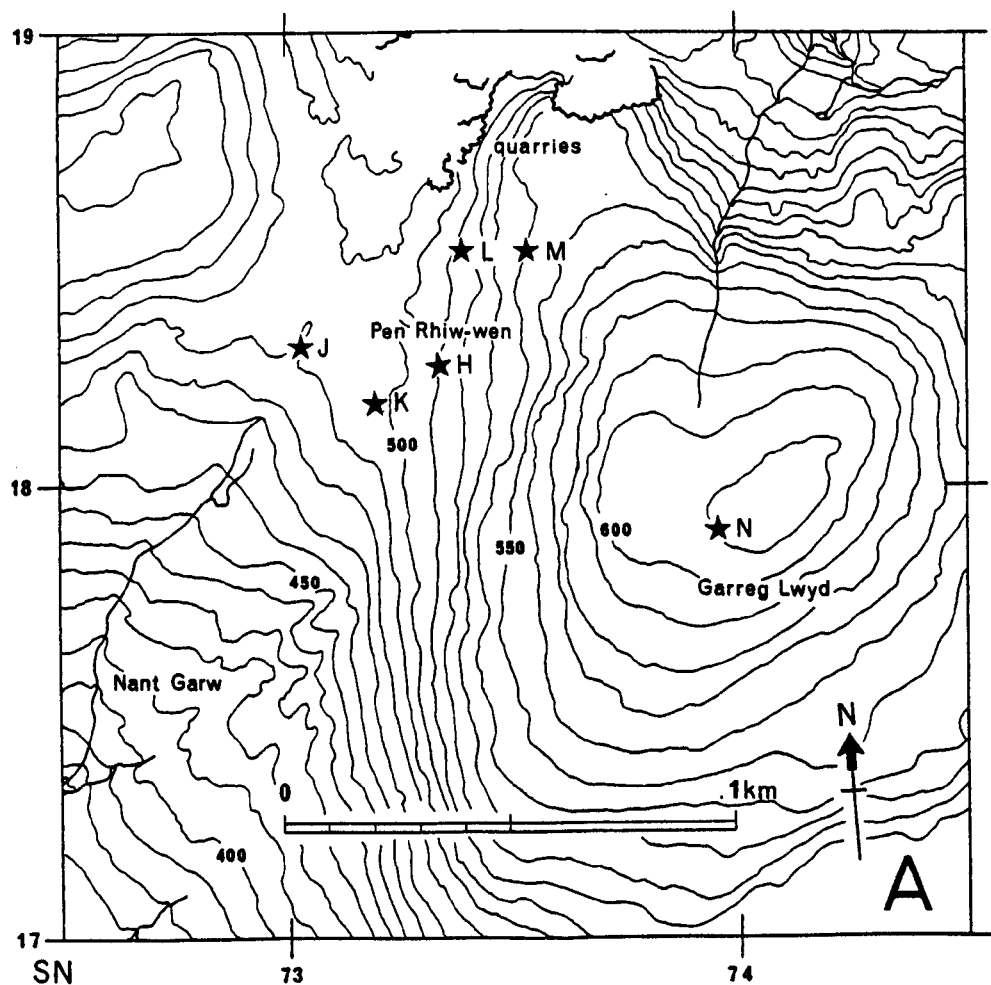 19
quarries
L
M
Pen Rhiw-wen
J
H
K
500
18
N
550
600
450
Garreg Lwyd
Nant Garw
N
0
1km
400
A
17
SN
73
74